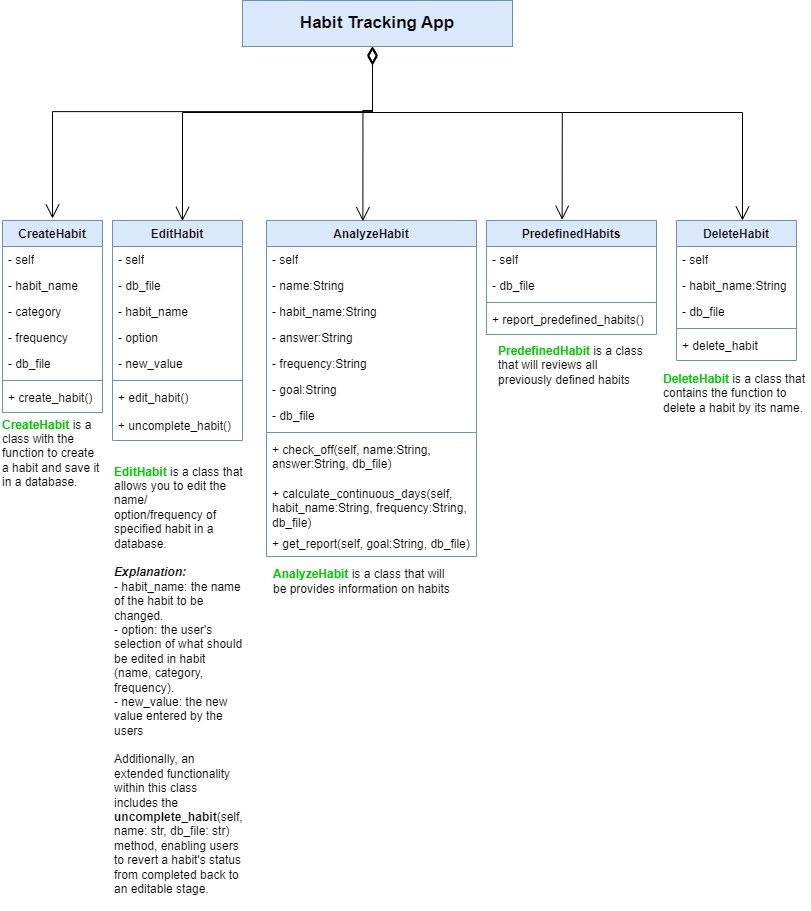 Habit Tracking App
CreateHabit
- self
- habit_name
- category
- frequency
- db_file
+ create_habit()
CreateHabit is a
class with the
function to create
a habit and save it
in a database.
EditHabit
- self
- db_file
- habit_name
- option
- new_value
+ edit_habit()
+ uncomplete_habit()
EditHabit is a class that
allows you to edit the
name/
option/frequency of
specified habit in a
database.
Explanation:
- habit_name: the name
of the habit to be
changed.
- option: the user's
selection of what should
be edited in habit
(name, category,
frequency).
- new_value: the new
value entered by the
users
Additionally, an
extended functionality
within this class
includes the
uncomplete_habit(self,
name: str, db_file: str)
method, enabling users
to revert a habit's status
from completed back to
an editable stage.
AnalyzeHabit
- self
- name:String
- habit_name:String
- answer:String
- frequency:String
- goal:String
- db_file
+ check_off(self, name:String,
answer:String, db_file)
+ calculate_continuous_days(self,
habit_name:String, frequency:String,
db_file)
+ get_report(self, goal:String, db_file)
AnalyzeHabit is a class that will
be provides information on habits
PredefinedHabits
- self
- db_file
+ report_predefined_habits()
PredefinedHabit is a class
that will reviews all
previously defined habits
DeleteHabit
- self
- habit_name:String
- db_file
+ delete_habit
DeleteHabit is a class that
contains the function to
delete a habit by its name.